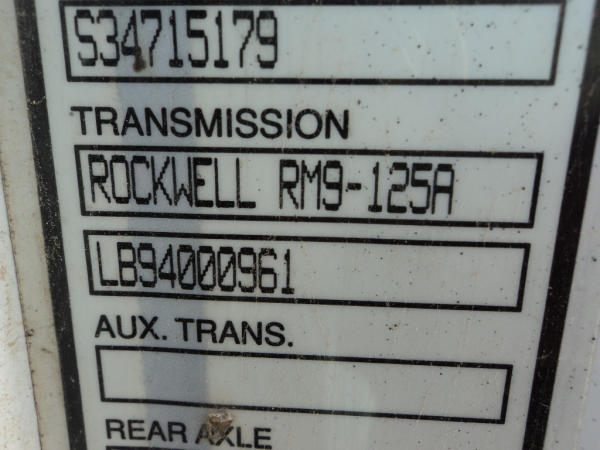 S34715179
TRANSMISSION
ROCKWELL RM9-125A
LB94000961
AUX. TRANS.
REAR AXLE